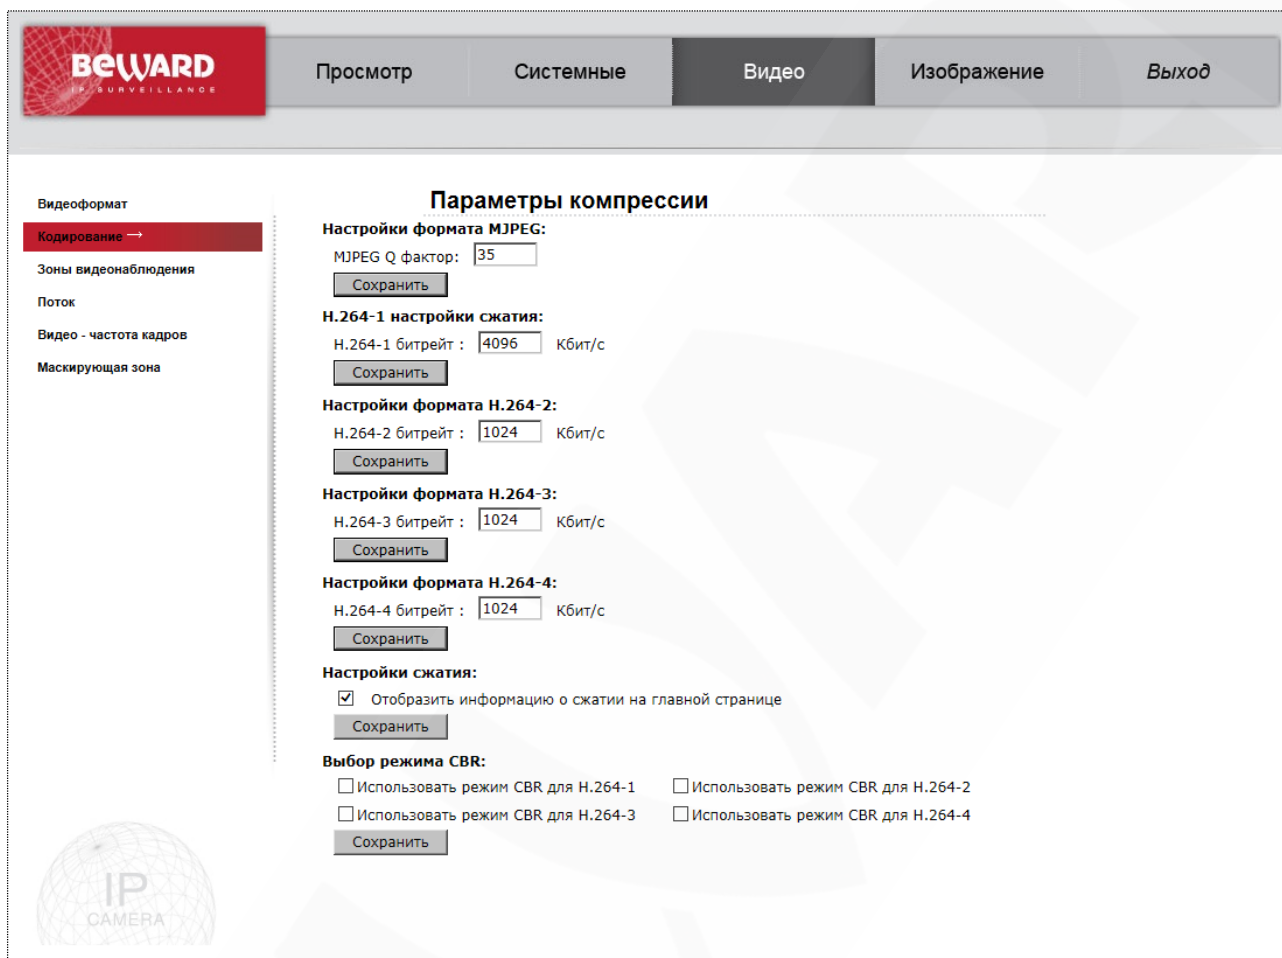 BEWARD
IP SURVEILLANCE
Просмотр
Системные
Видео
Изображение
Выход
Видеоформат
Кодирование →
Зоны видеонаблюдения
Поток
Видео - частота кадров
Маскирующая зона
Параметры компрессии
Настройки формата MJPEG:
MJPEG Q фактор: 35
Сохранить
H.264-1 настройки сжатия:
H.264-1 битрейт : 4096 Кбит/с
Сохранить
Настройки формата H.264-2:
H.264-2 битрейт : 1024 Кбит/с
Сохранить
Настройки формата H.264-3:
H.264-3 битрейт : 1024 Кбит/с
Сохранить
Настройки формата H.264-4:
H.264-4 битрейт : 1024 Кбит/с
Сохранить
Настройки сжатия:
Отобразить информацию о сжатии на главной странице
Сохранить
Выбор режима CBR:
Использовать режим CBR для H.264-1 Использовать режим CBR для H.264-2
Использовать режим CBR для H.264-3 Использовать режим CBR для H.264-4
Сохранить
IP
CAMERA